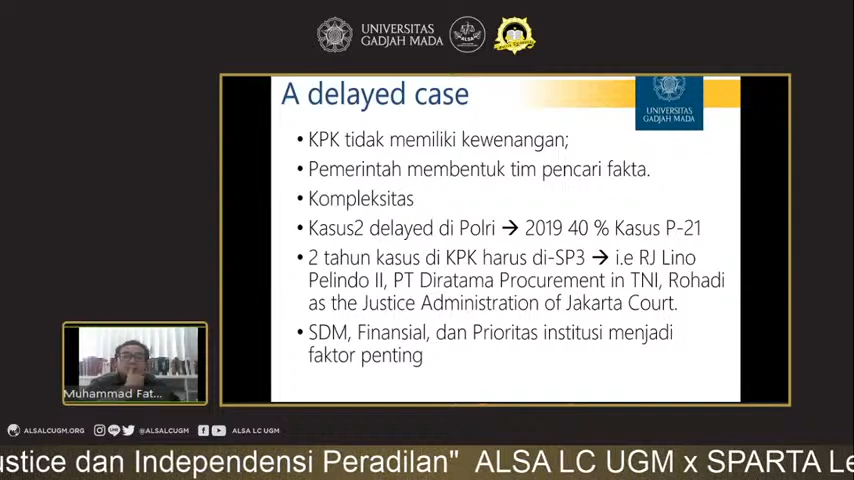 UNIVERSITAS
GADJAH MADA
ALSA
A delayed case
UNIVERSITAS
GADJAH MADA
• KPK tidak memiliki kewenangan;
• Pemerintah membentuk tim pencari fakta.
• Kompleksitas
• Kasus2 delayed di Polri → 2019 40 % Kasus P-21
• 2 tahun kasus di KPK harus di-SP3 → i.e RJ Lino
Pelindo II, PT Diratama Procurement in TNI, Rohadi
as the Justice Administration of Jakarta Court.
• SDM, Finansial, dan Prioritas institusi menjadi
faktor penting
Muhammad Fat...
ALSALCUGM.ORG @ALSALCUGM ALSA LC UGM
ustice dan Independensi Peradilan" ALSA LC UGM x SPARTA Le